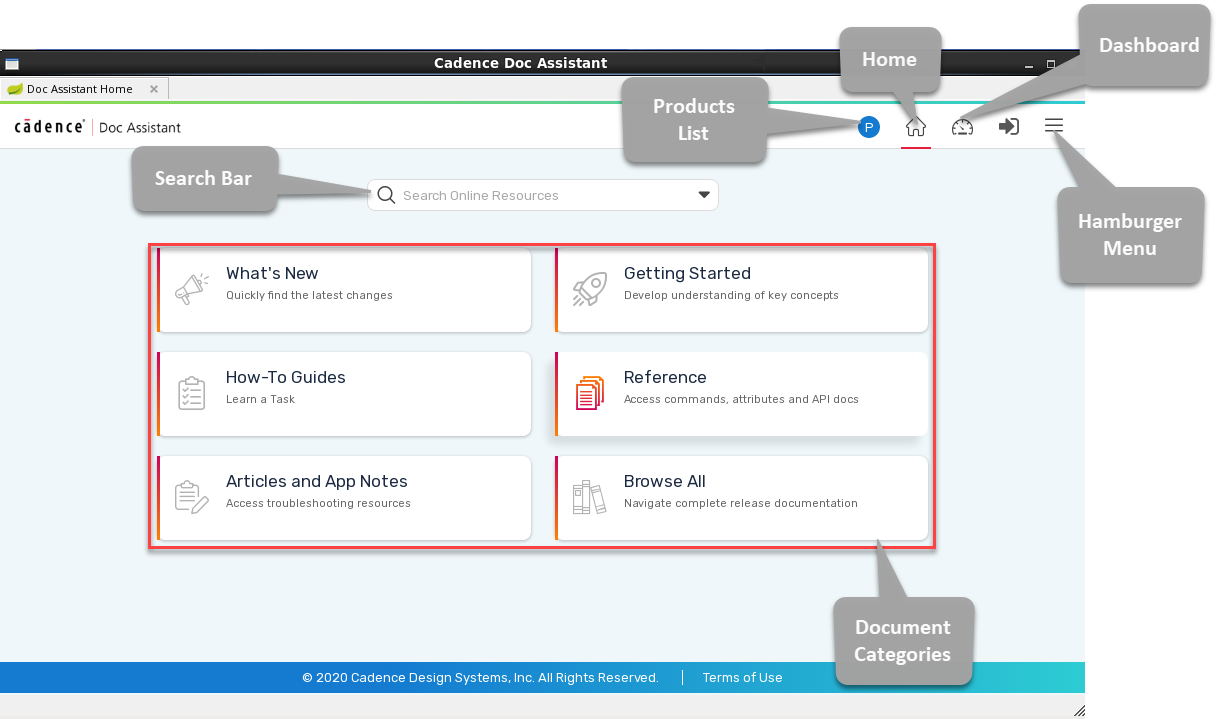 Dashboard
Home
Cadence Doc Assistant
Doc Assistant Home
Products
List
cādence® Doc Assistant
P
Search Bar
Search Online Resources
Hamburger
Menu
What's New
Quickly find the latest changes
Getting Started
Develop understanding of key concepts
How-To Guides
Learn a Task
Reference
Access commands, attributes and API docs
Articles and App Notes
Access troubleshooting resources
Browse All
Navigate complete release documentation
Document
Categories
© 2020 Cadence Design Systems, Inc. All Rights Reserved.
Terms of Use